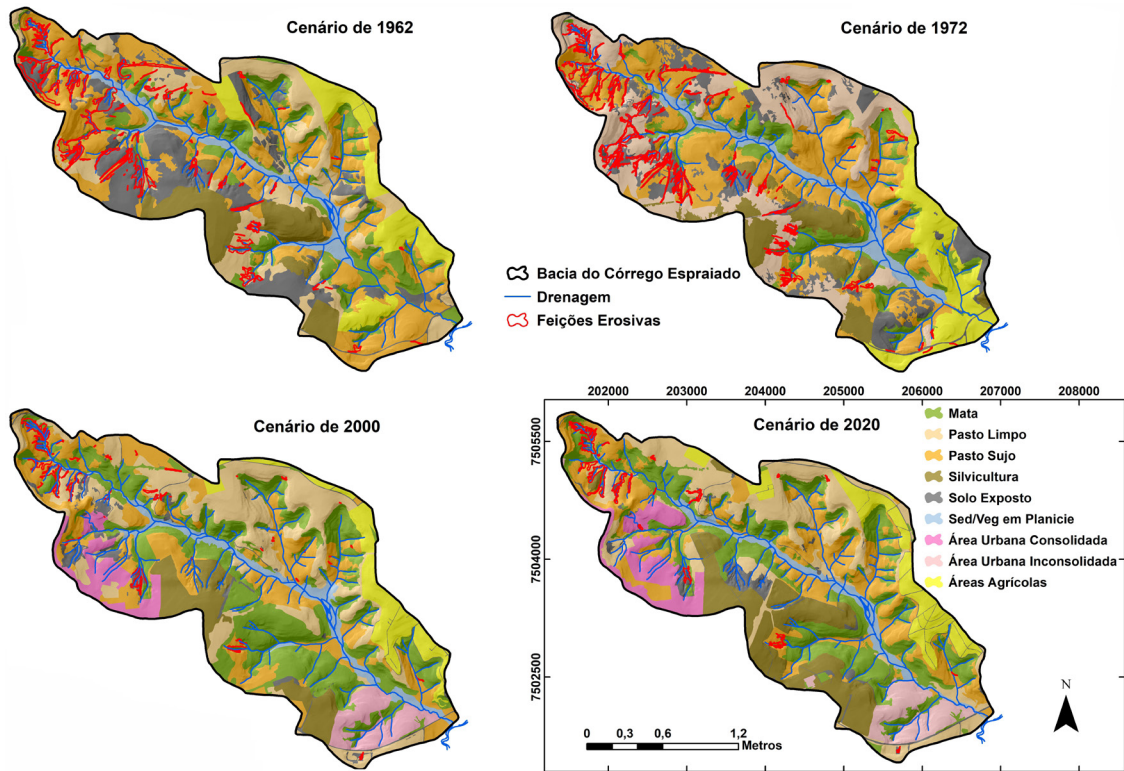 Cenário de 1962
Cenário de 1972
Bacia do Córrego Espraiado
Drenagem
Feições Erosivas
202000 203000 204000 205000 206000 207000 208000
Cenário de 2000
Cenário de 2020
7505500
7504000
7502500
Mata
Pasto Limpo
Pasto Sujo
Silvicultura
Solo Exposto
Sed/Veg em Planicie
Área Urbana Consolidada
Área Urbana Inconsolidada
Áreas Agrícolas
N
0 0,3 0,6 1,2
Metros